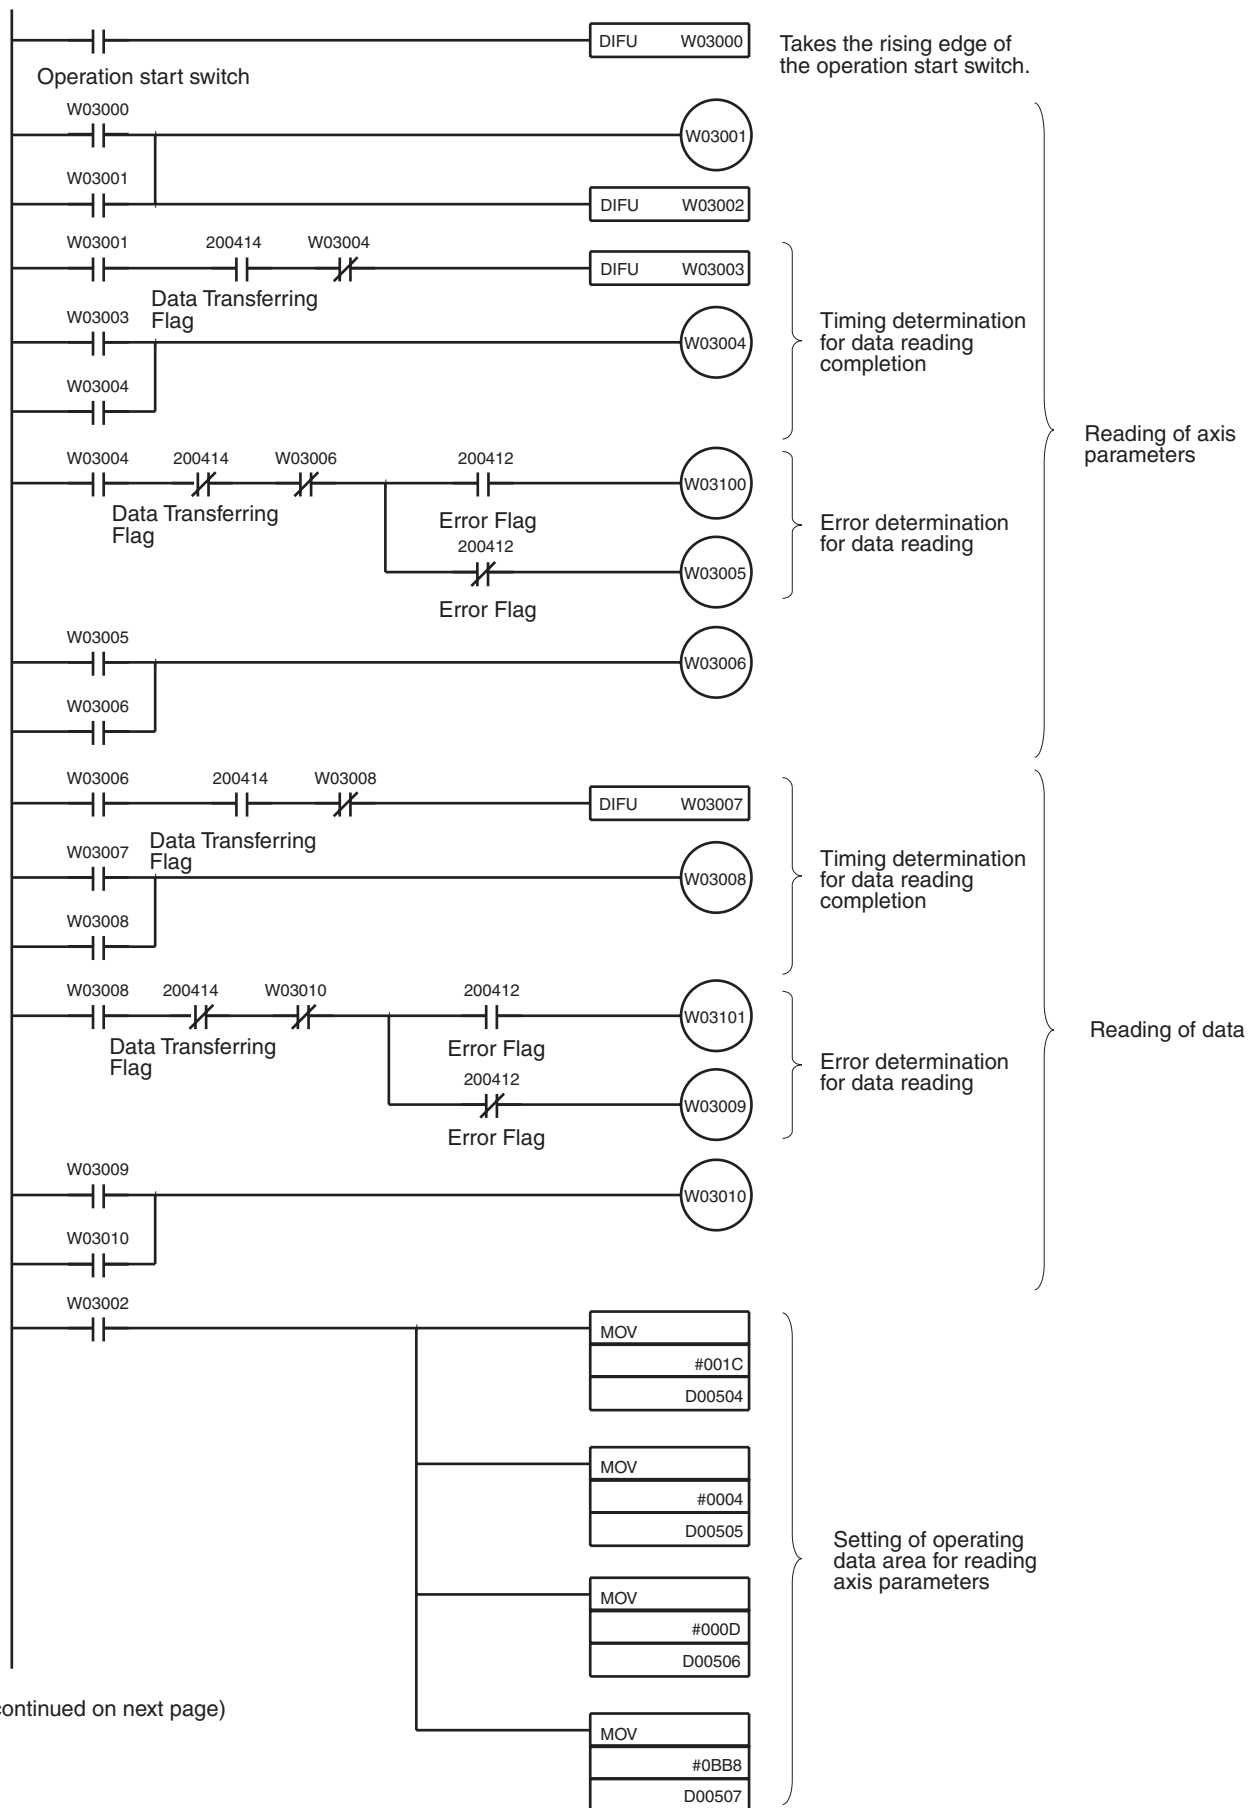 DIFU W03000
Takes the rising edge of
the operation start switch.
Operation start switch
W03000
W03001
W03001
DIFU W03002
W03001 200414 W03004
DIFU W03003
Data Transferring
Flag
W03003
W03004
W03004
Timing determination
for data reading
completion
W03004 200414 W03006 200412
W03100
Data Transferring
Flag
Error Flag
200412
W03005
Error Flag
Error determination
for data reading
Reading of axis
parameters
W03005
W03006
W03006
W03006 200414 W03008
DIFU W03007
Data Transferring
Flag
W03007
W03008
W03008
Timing determination
for data reading
completion
W03008 200414 W03010 200412
W03101
Data Transferring
Flag
Error Flag
200412
W03009
Error Flag
Error determination
for data reading
Reading of data
W03009
W03010
W03010
W03002
MOV
#001C
D00504
MOV
#0004
D00505
MOV
#000D
D00506
MOV
#0BB8
D00507
Setting of operating
data area for reading
axis parameters
continued on next page)